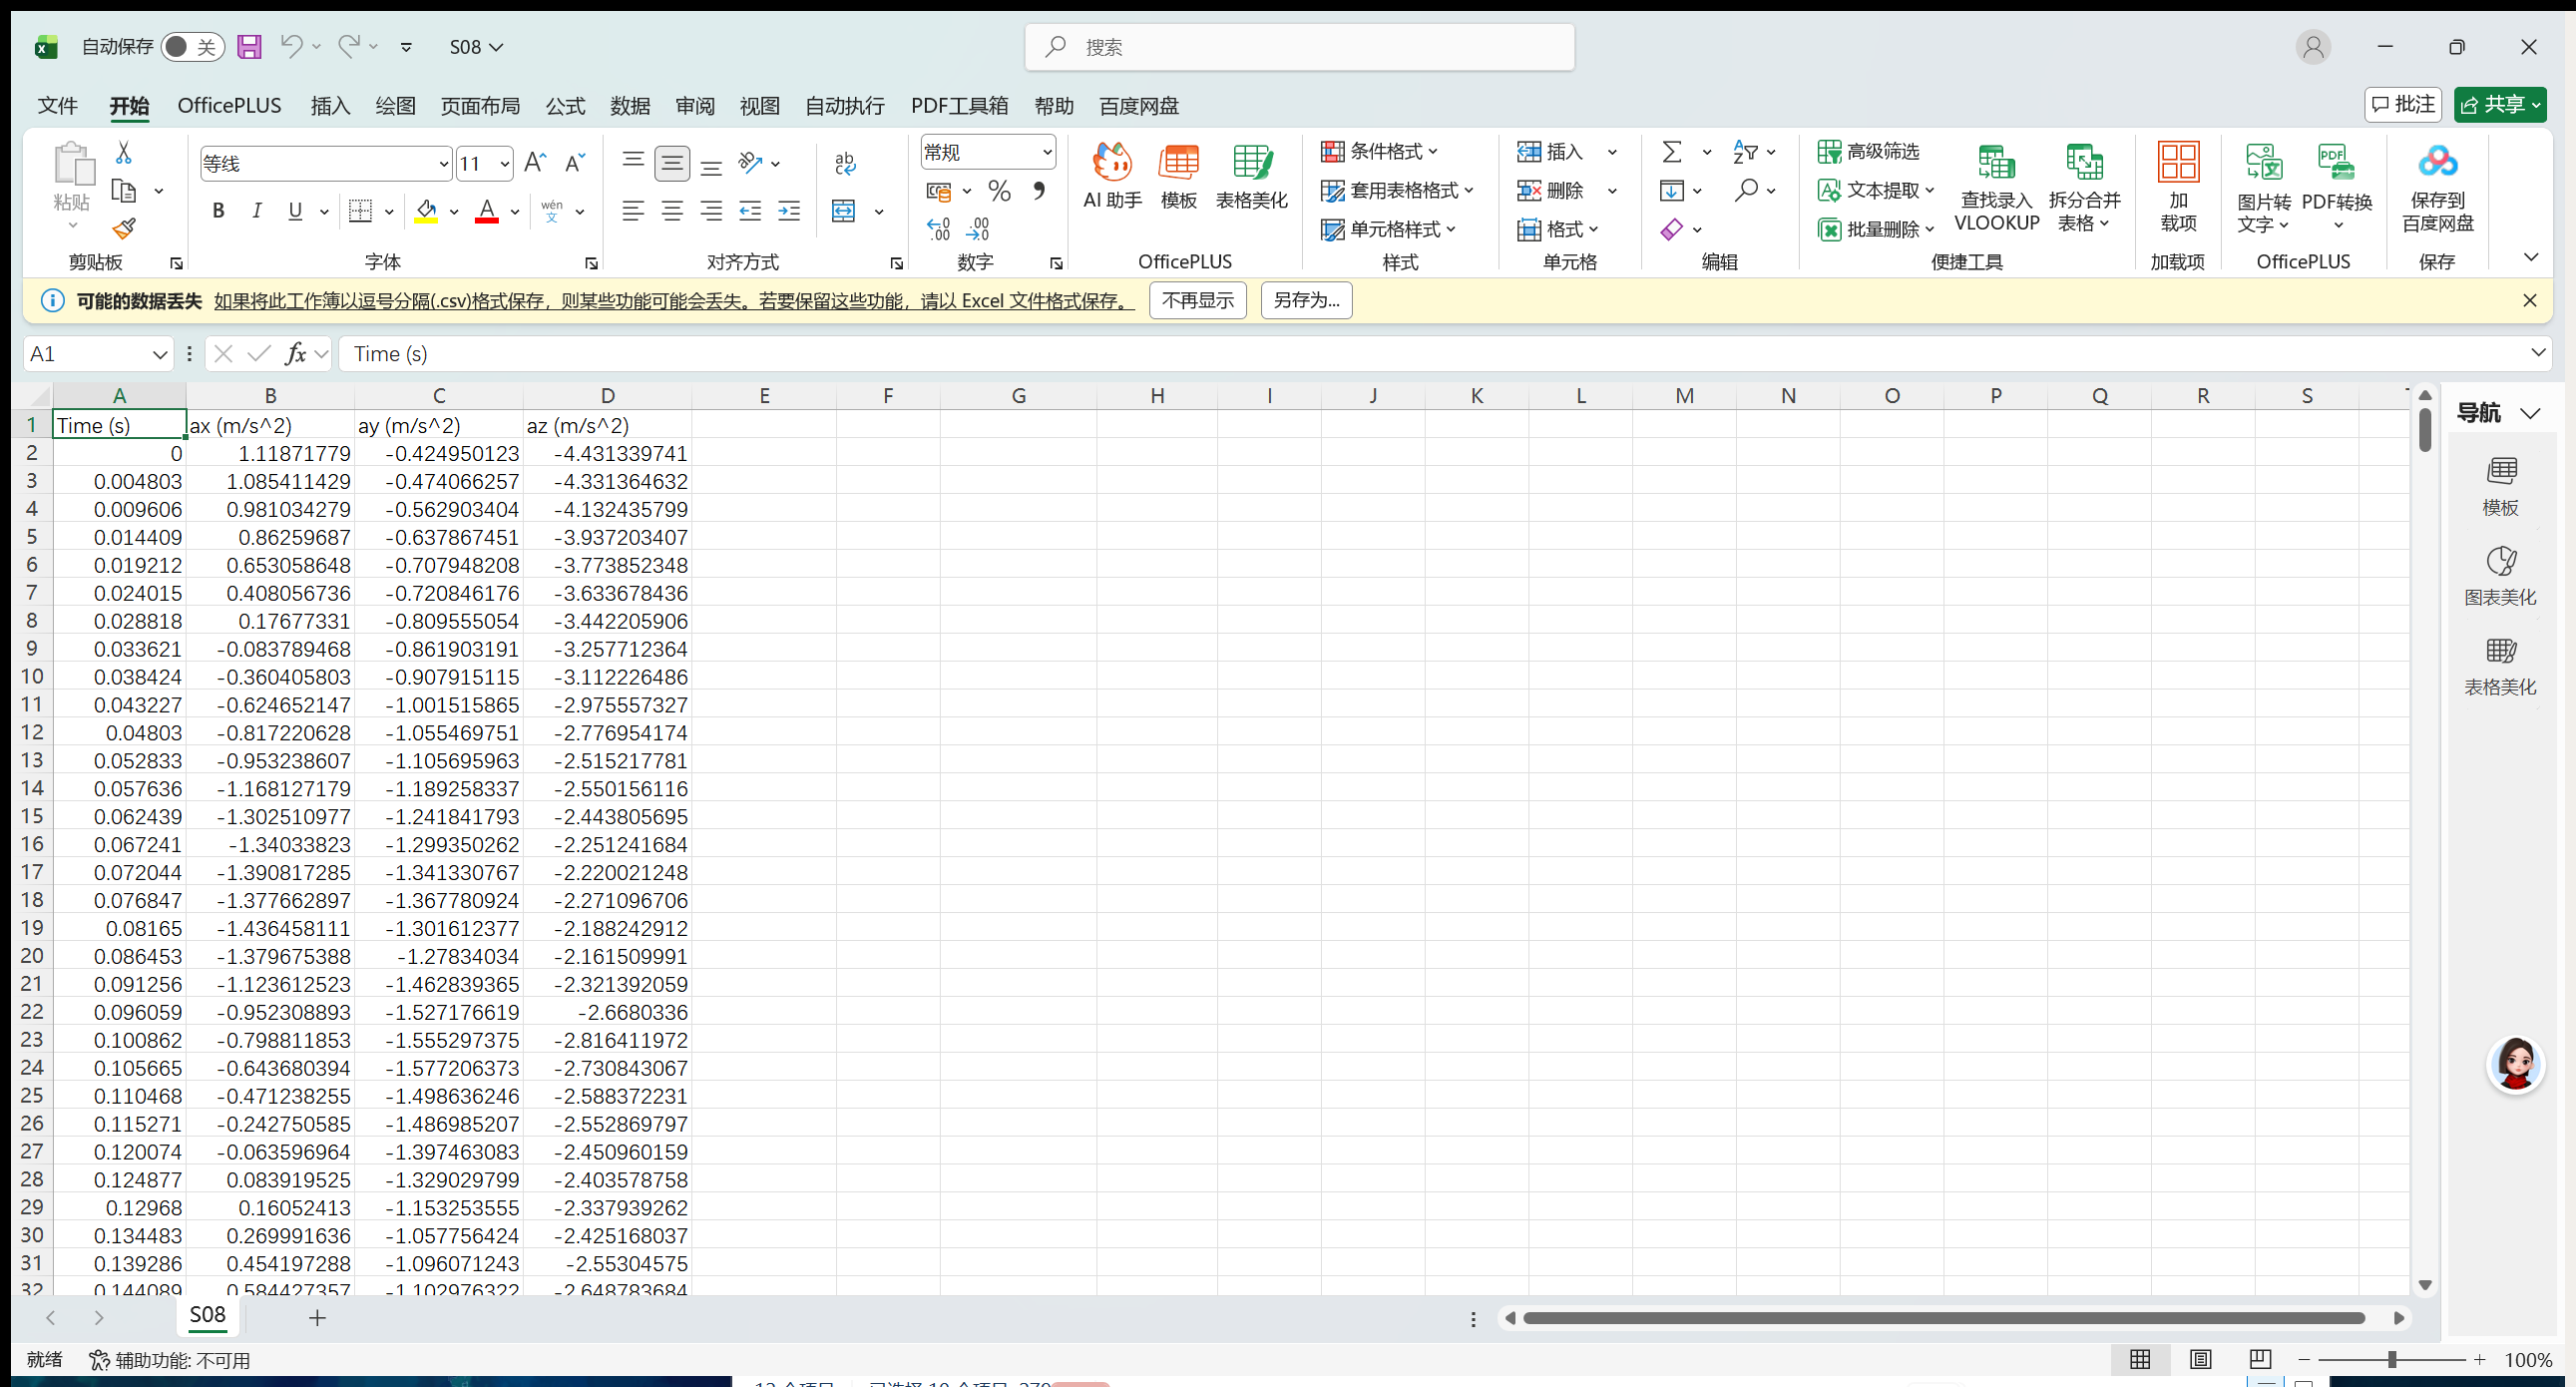 自动保存 关 S08 搜索
文件 开始 OfficePLUS 插入 绘图 页面布局 公式 数据 审阅 视图 自动执行 PDF工具箱 帮助 百度网盘 批注 共享
粘贴 等线 11 A A ab 常规 AI 助手 模板 表格美化 条件格式 套用表格格式 单元格样式 插入 删除 格式 高级筛选 文本提取 批量删除 查找录入 VLOOKUP 拆分合并 表格 加 载项 图片转 文字 PDF转换 保存到 百度网盘
B I U A wén 文 % .00 .00
剪贴板 字体 对齐方式 数字 OfficePLUS 样式 单元格 编辑 便捷工具 加载项 OfficePLUS 保存
可能的数据丢失 如果将此工作簿以逗号分隔(.csv)格式保存，则某些功能可能会丢失。若要保留这些功能，请以 Excel 文件格式保存。 不再显示 另存为...
A1 fx Time (s)
A B C D E F G H I J K L M N O P Q R S
1 Time (s) ax (m/s^2) ay (m/s^2) az (m/s^2)
2 0 1.11871779 -0.424950123 -4.431339741
3 0.004803 1.085411429 -0.474066257 -4.331364632
4 0.009606 0.981034279 -0.562903404 -4.132435799
5 0.014409 0.86259687 -0.637867451 -3.937203407
6 0.019212 0.653058648 -0.707948208 -3.773852348
7 0.024015 0.408056736 -0.720846176 -3.633678436
8 0.028818 0.17677331 -0.809555054 -3.442205906
9 0.033621 -0.083789468 -0.861903191 -3.257712364
10 0.038424 -0.360405803 -0.907915115 -3.112226486
11 0.043227 -0.624652147 -1.001515865 -2.975557327
12 0.04803 -0.817220628 -1.055469751 -2.776954174
13 0.052833 -0.953238607 -1.105695963 -2.515217781
14 0.057636 -1.168127179 -1.189258337 -2.550156116
15 0.062439 -1.302510977 -1.241841793 -2.443805695
16 0.067241 -1.34033823 -1.299350262 -2.251241684
17 0.072044 -1.390817285 -1.341330767 -2.220021248
18 0.076847 -1.377662897 -1.367780924 -2.271096706
19 0.08165 -1.436458111 -1.301612377 -2.188242912
20 0.086453 -1.379675388 -1.27834034 -2.161509991
21 0.091256 -1.123612523 -1.462839365 -2.321392059
22 0.096059 -0.952308893 -1.527176619 -2.6680336
23 0.100862 -0.798811853 -1.555297375 -2.816411972
24 0.105665 -0.643680394 -1.577206373 -2.730843067
25 0.110468 -0.471238255 -1.498636246 -2.588372231
26 0.115271 -0.242750585 -1.486985207 -2.552869797
27 0.120074 -0.063596964 -1.397463083 -2.450960159
28 0.124877 0.083919525 -1.329029799 -2.403578758
29 0.12968 0.16052413 -1.153253555 -2.337939262
30 0.134483 0.269991636 -1.057756424 -2.425168037
31 0.139286 0.454197288 -1.096071243 -2.55304575
32 0.144089 0.584427357 -1.102976322 -2.648783684
导航
模板
图表美化
表格美化
S08
就绪 辅助功能: 不可用 100%